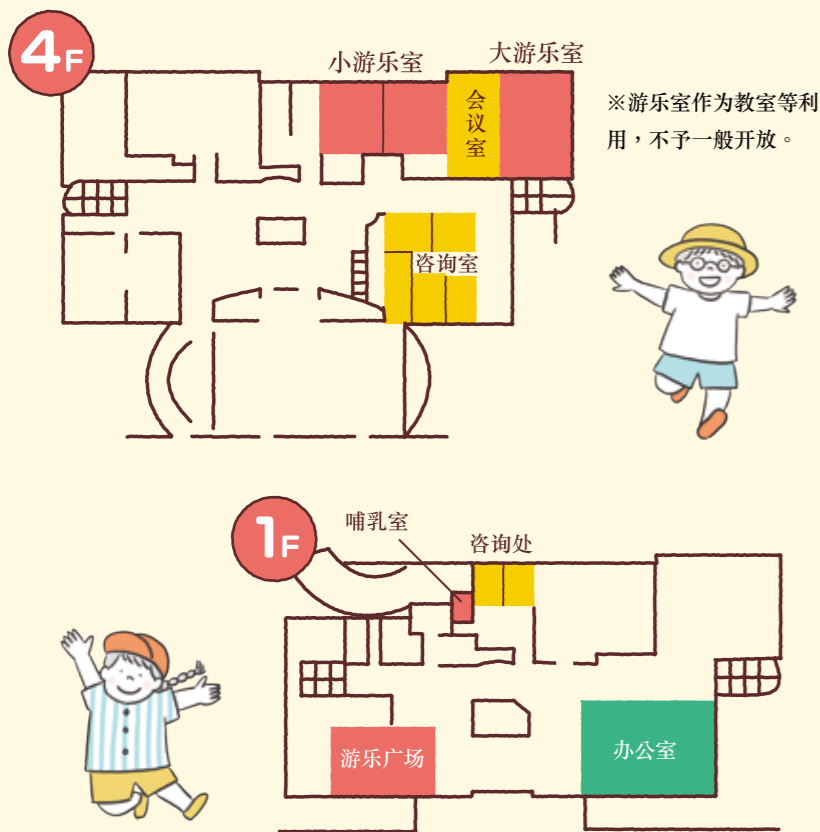 4F
小游乐室
大游乐室
会议室
※游乐室作为教室等利
用，不予一般开放。
咨询室
1F
哺乳室
咨询处
游乐广场
办公室